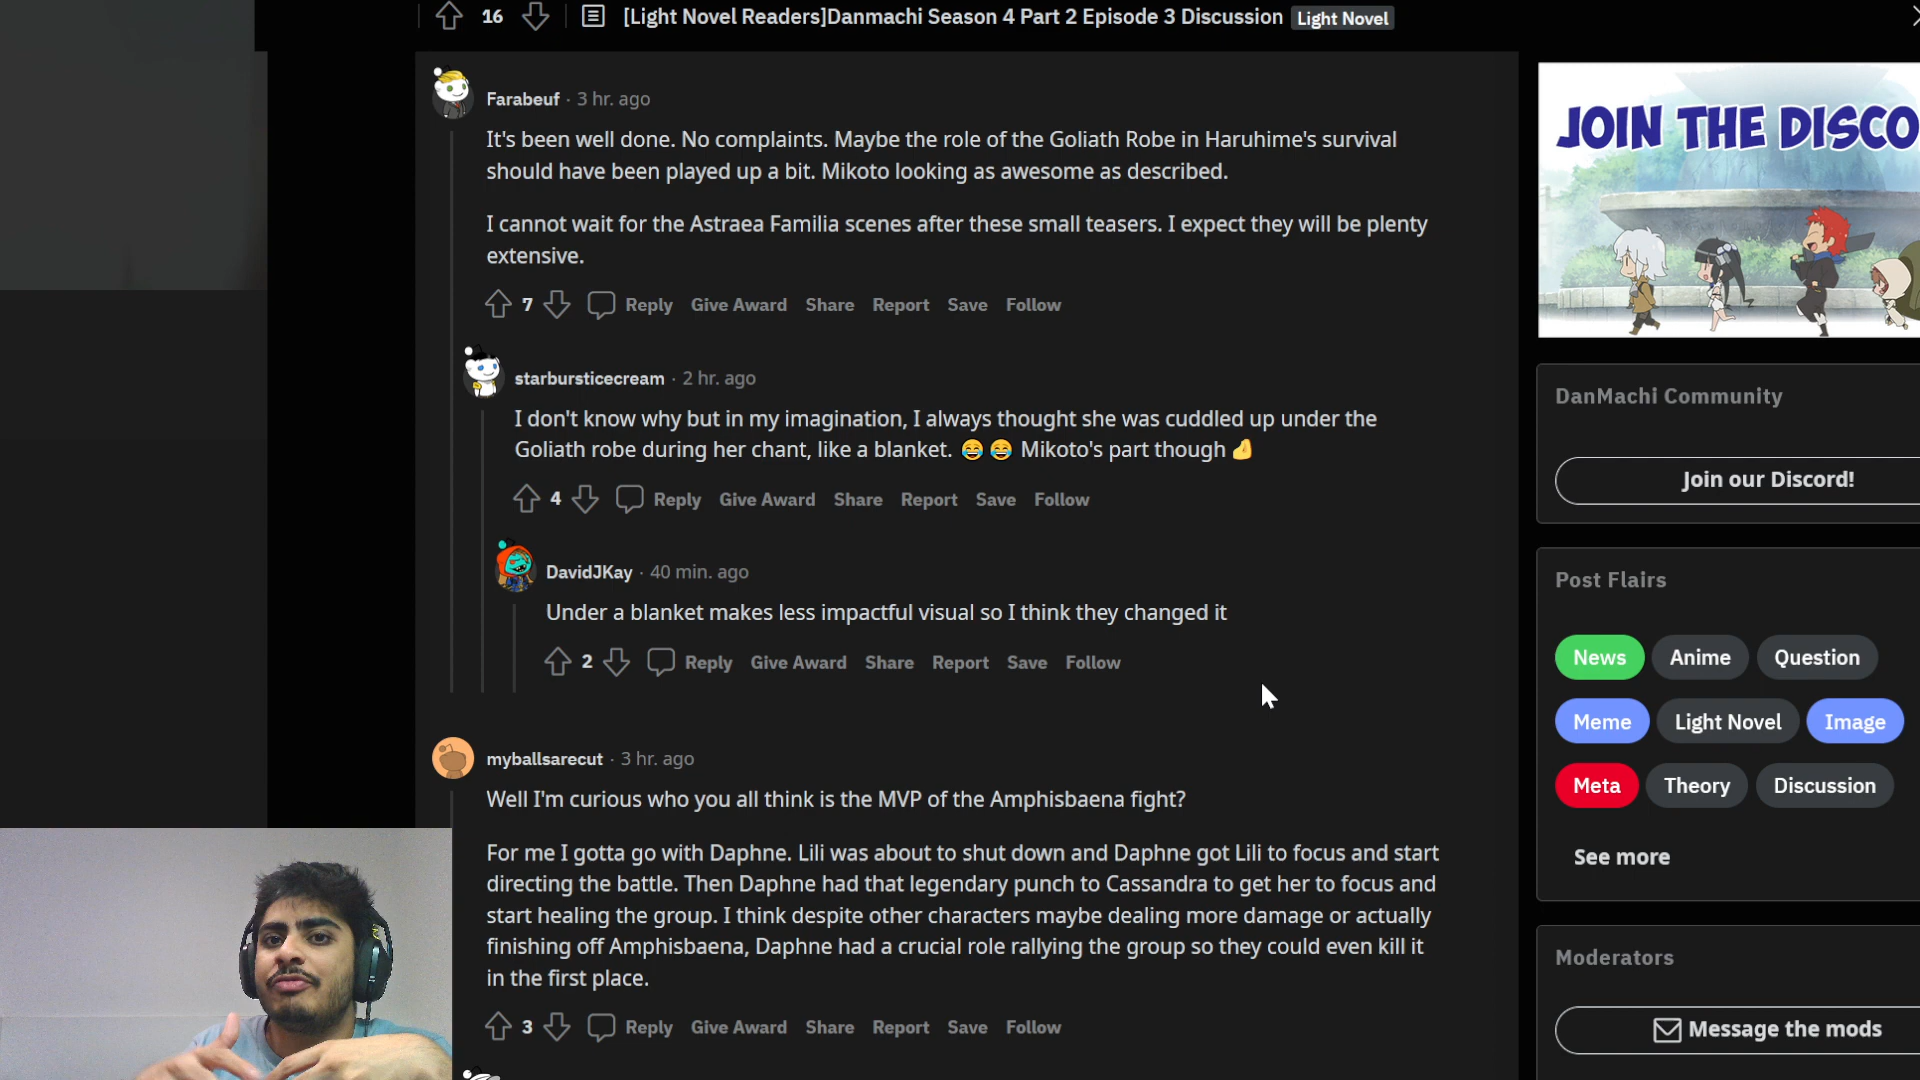 16 [Light Novel Readers]Danmachi Season 4 Part 2 Episode 3 Discussion Light Novel
Farabeuf · 3 hr. ago
It's been well done. No complaints. Maybe the role of the Goliath Robe in Haruhime's survival
should have been played up a bit. Mikoto looking as awesome as described.
I cannot wait for the Astraea Familia scenes after these small teasers. I expect they will be plenty
extensive.
7 Reply Give Award Share Report Save Follow
starbursticecream · 2 hr. ago
I don't know why but in my imagination, I always thought she was cuddled up under the
Goliath robe during her chant, like a blanket. 😂 😂 Mikoto's part though
4 Reply Give Award Share Report Save Follow
DavidJKay · 40 min. ago
Under a blanket makes less impactful visual so I think they changed it
2 Reply Give Award Share Report Save Follow
myballsarecut · 3 hr. ago
Well I'm curious who you all think is the MVP of the Amphisbaena fight?
For me I gotta go with Daphne. Lili was about to shut down and Daphne got Lili to focus and start
directing the battle. Then Daphne had that legendary punch to Cassandra to get her to focus and
start healing the group. I think despite other characters maybe dealing more damage or actually
finishing off Amphisbaena, Daphne had a crucial role rallying the group so they could even kill it
in the first place.
3 Reply Give Award Share Report Save Follow
JOIN THE DISCO
DanMachi Community
Join our Discord!
Post Flairs
News Anime Question
Meme Light Novel Image
Meta Theory Discussion
See more
Moderators
Message the mods